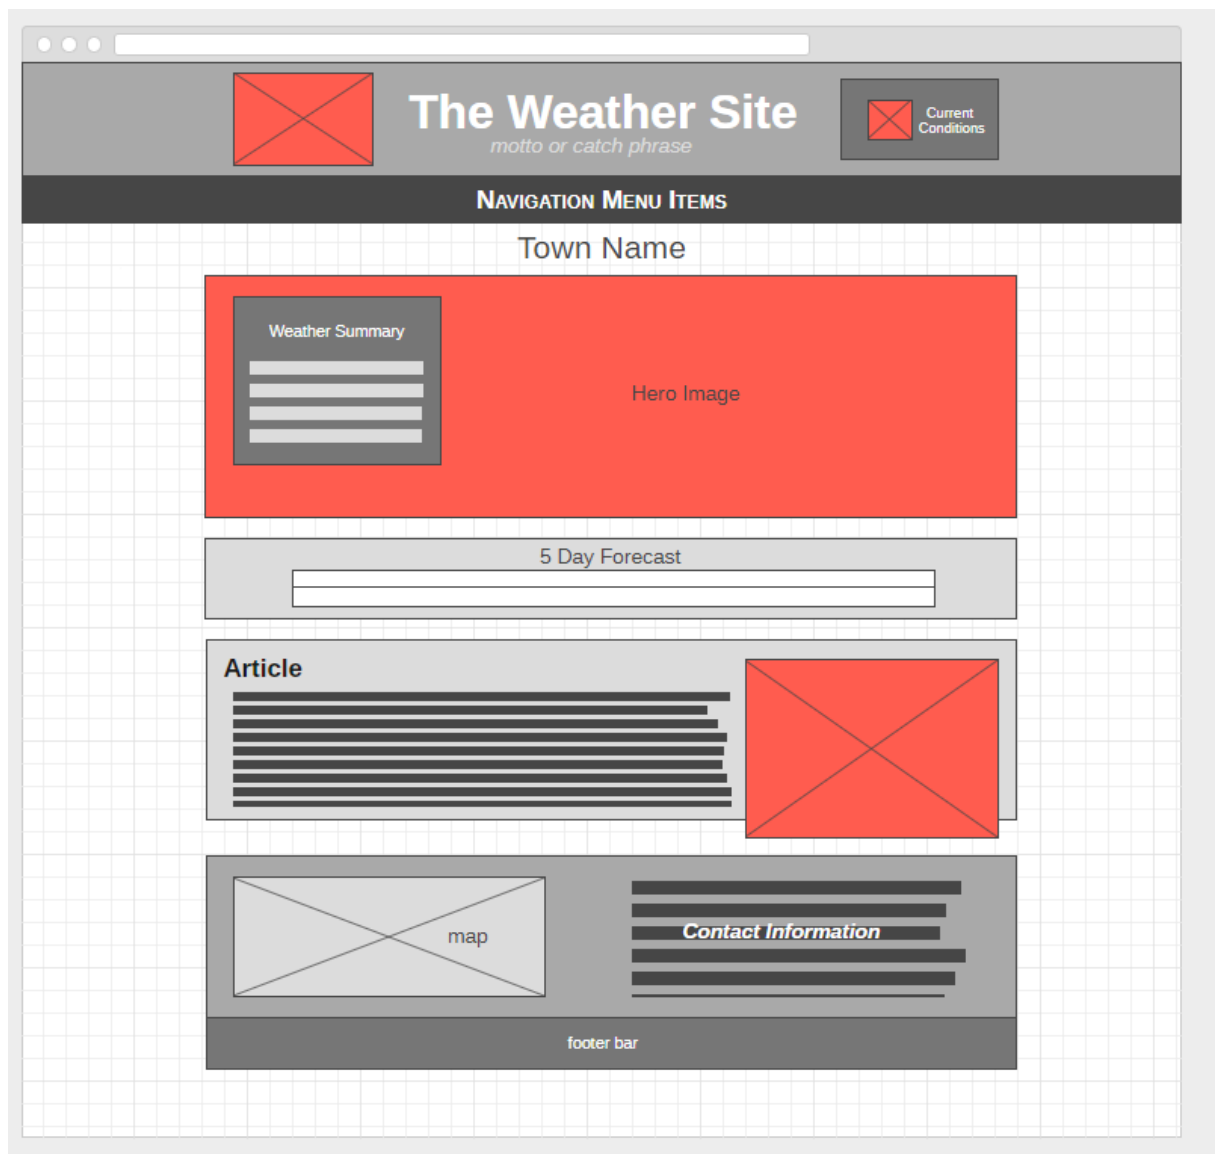 The Weather Site
motto or catch phrase
Current
Conditions
Navigation Menu Items
Town Name
Weather Summary
Hero Image
5 Day Forecast
Article
map
Contact Information
footer bar